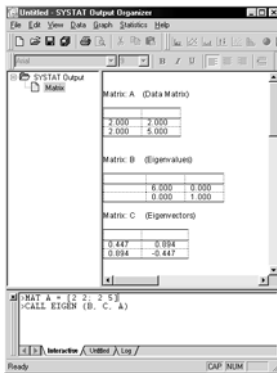 Untitled - SYSTAT Output Organizer
File Edit View Data Graph Statistics Help
Arial
B I U
SYSTAT Output
Matrix
Matrix: A (Data Matrix)
2.000 2.000
2.000 5.000
Matrix: B (Eigenvalues)
6.000 0.000
0.000 1.000
Matrix: C (Eigenvectors)
0.447 0.894
0.894 -0.447
>MAT A = [2 2; 2 5]
>CALL EIGEN (B, C, A)
Interactive Untitled Log
Ready CAP NUM